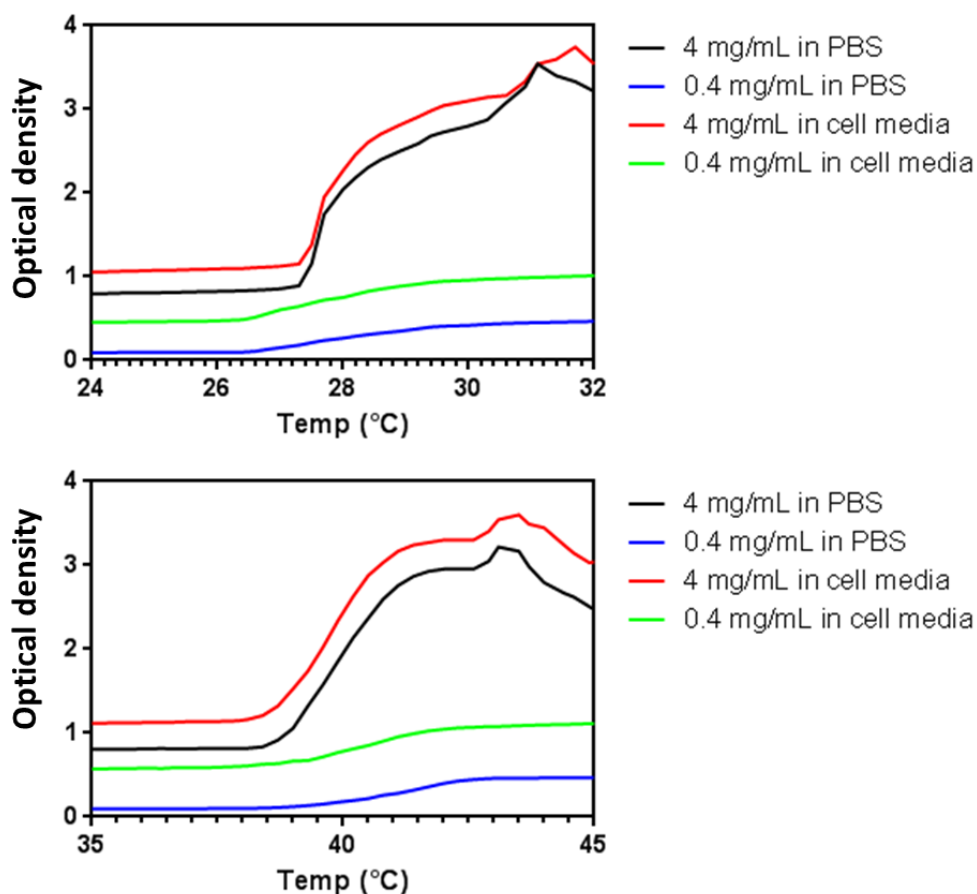 4
3
2
1
0
Optical density
24
26
28
30
32
Temp (°C)
4 mg/mL in PBS
0.4 mg/mL in PBS
4 mg/mL in cell media
0.4 mg/mL in cell media
4
3
2
1
0
Optical density
35
40
45
Temp (°C)
4 mg/mL in PBS
0.4 mg/mL in PBS
4 mg/mL in cell media
0.4 mg/mL in cell media